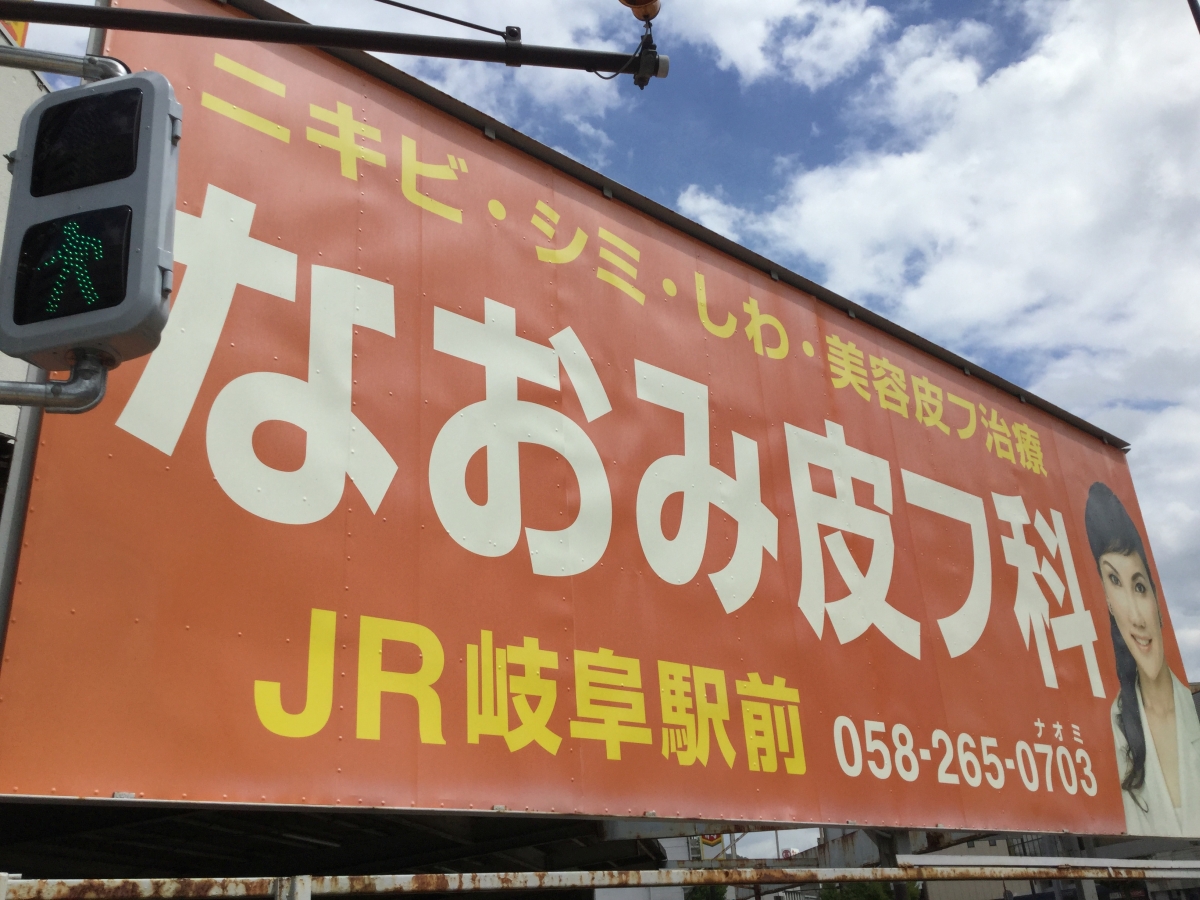 ニキビ・シミ・しわ・美容皮フ治療
なおみ皮フ科
JR岐阜駅前
ナオミ
058-265-0703